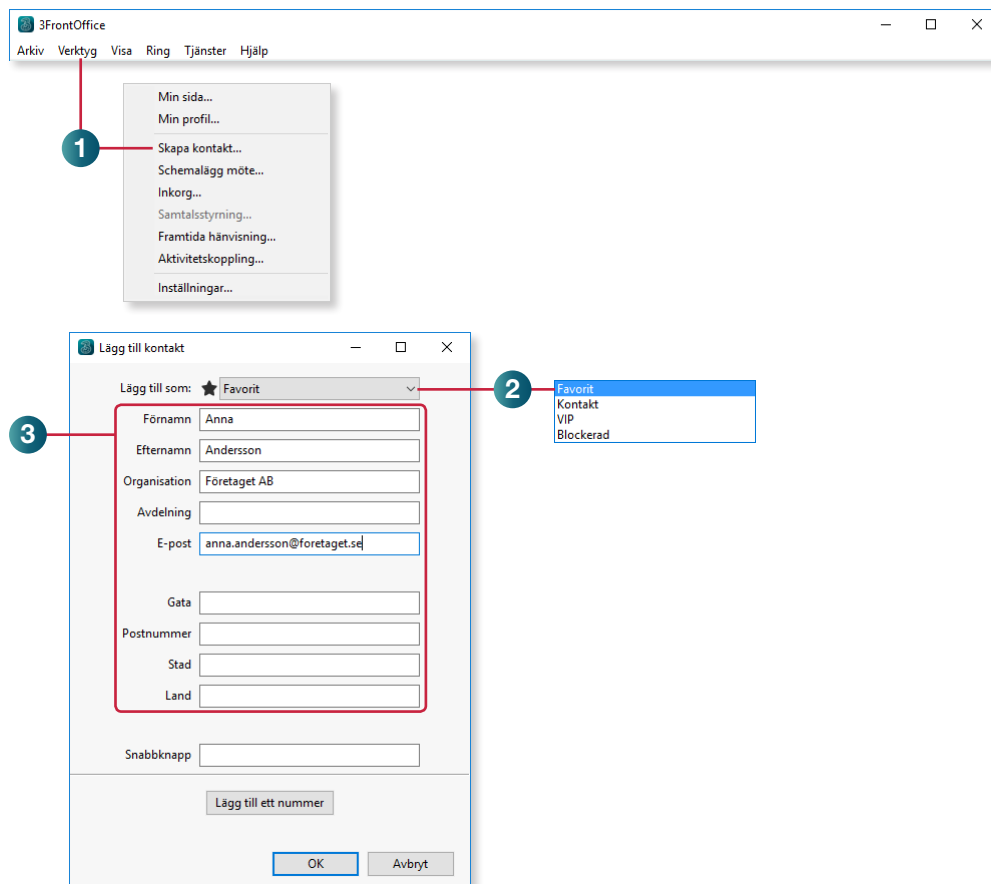 3FrontOffice
Arkiv Verktyg Visa Ring Tjänster Hjälp
Min sida...
Min profil...
1
Skapa kontakt...
Schemalägg möte...
Inkorg...
Samtalsstyrning...
Framtida hänvisning...
Aktivitetskoppling...
Inställningar...
Lägg till kontakt
Lägg till som: Favorit
2
Favorit
Kontakt
VIP
Blockerad
3
Förnamn Anna
Efternamn Andersson
Organisation Företaget AB
Avdelning
E-post anna.andersson@foretaget.se
Gata
Postnummer
Stad
Land
Snabbknapp
Lägg till ett nummer
OK Avbryt